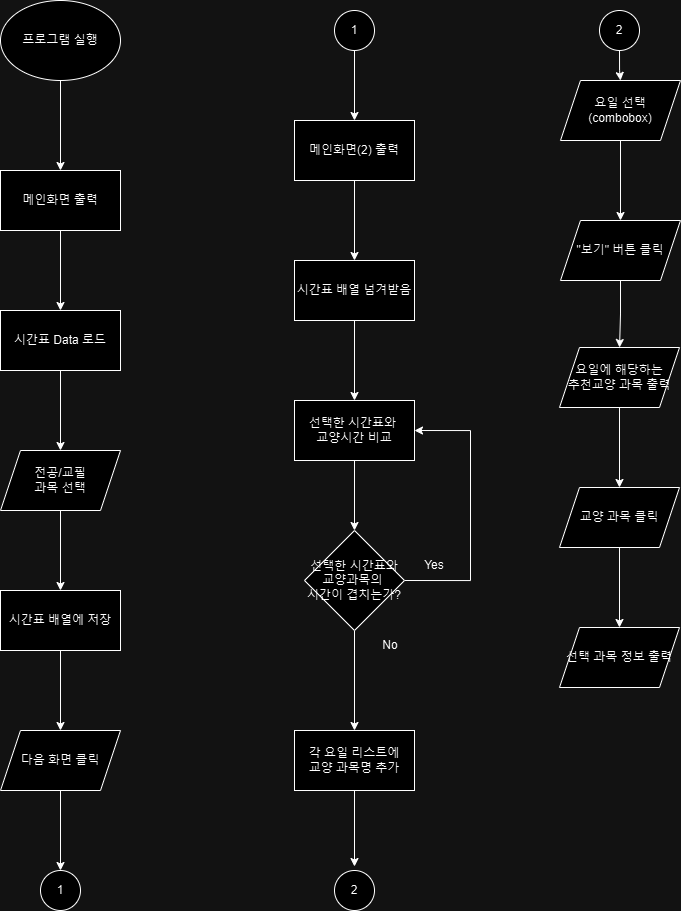 프로그램 실행
메인화면 출력
시간표 Data 로드
전공/교필
과목 선택
시간표 배열에 저장
다음 화면 클릭
1
1
메인화면(2) 출력
시간표 배열 넘겨받음
선택한 시간표와
교양시간 비교
선택한 시간표와
교양과목의
시간이 겹치는가?
Yes
No
각 요일 리스트에
교양 과목명 추가
2
2
요일 선택
(combobox)
"보기" 버튼 클릭
요일에 해당하는
추천교양 과목 출력
교양 과목 클릭
선택 과목 정보 출력